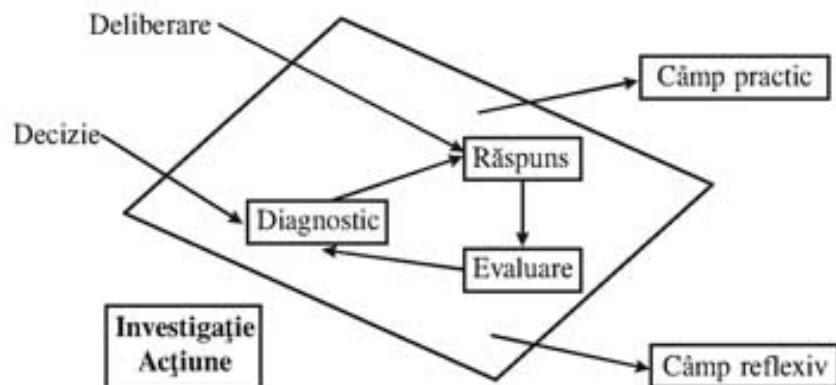 Deliberare
Câmp practic
Decizie
Răspuns
Diagnostic
Evaluare
Investigaţie
Acţiune
Câmp reflexiv